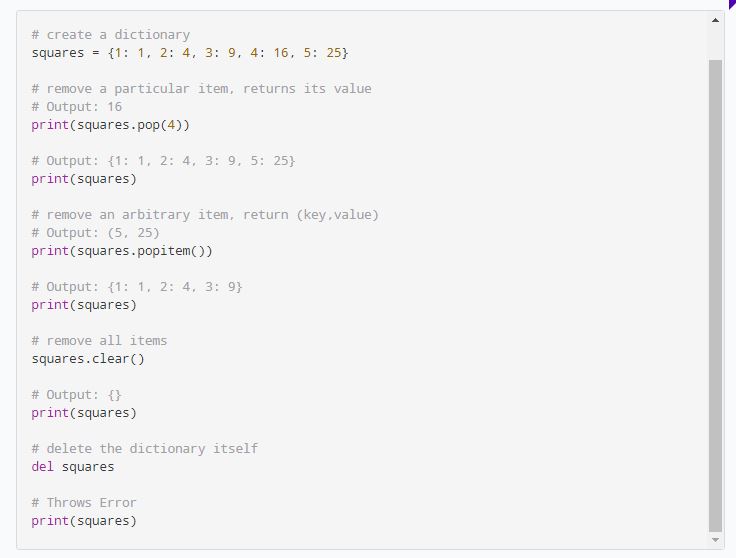 # create a dictionary
squares = {1: 1, 2: 4, 3: 9, 4: 16, 5: 25}
# remove a particular item, returns its value
# Output: 16
print(squares.pop(4))
# Output: {1: 1, 2: 4, 3: 9, 5: 25}
print(squares)
# remove an arbitrary item, return (key,value)
# Output: (5, 25)
print(squares.popitem())
# Output: {1: 1, 2: 4, 3: 9}
print(squares)
# remove all items
squares.clear()
# Output: {}
print(squares)
# delete the dictionary itself
del squares
# Throws Error
print(squares)